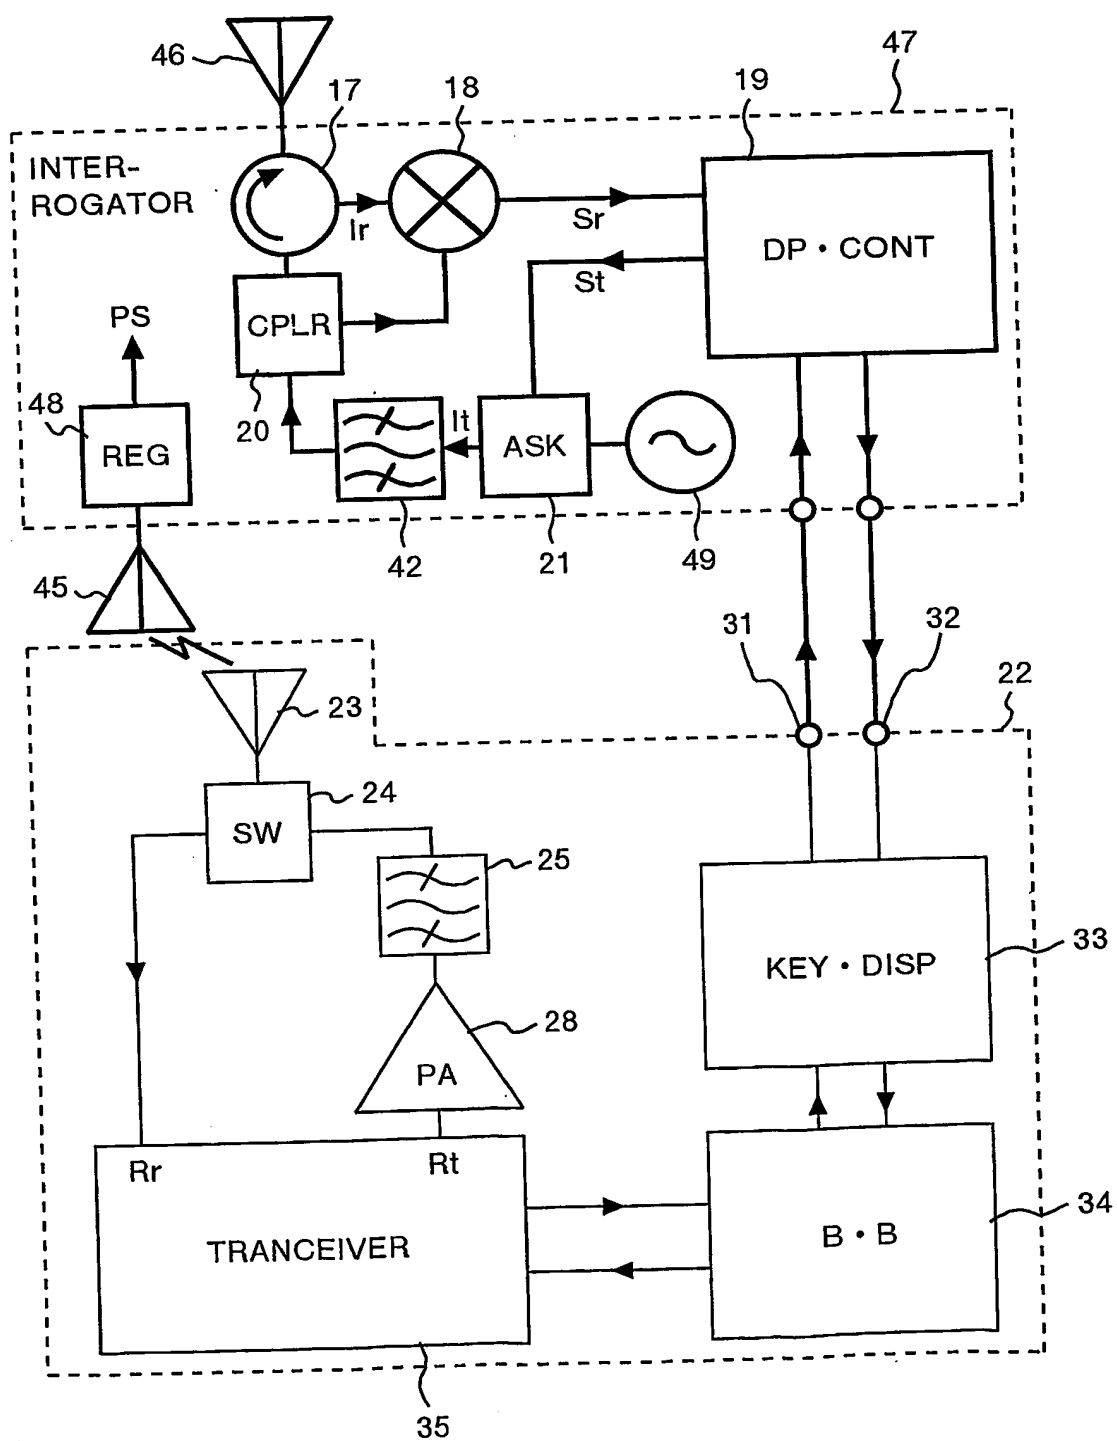 46
17
18
19
47
INTER-
ROGATOR
Ir
Sr
St
DP・CONT
PS
CPLR
20
48
REG
It
ASK
42
21
49
45
31
32
22
23
24
SW
25
33
KEY・DISP
28
PA
Rr
Rt
34
TRANCEIVER
B・B
35